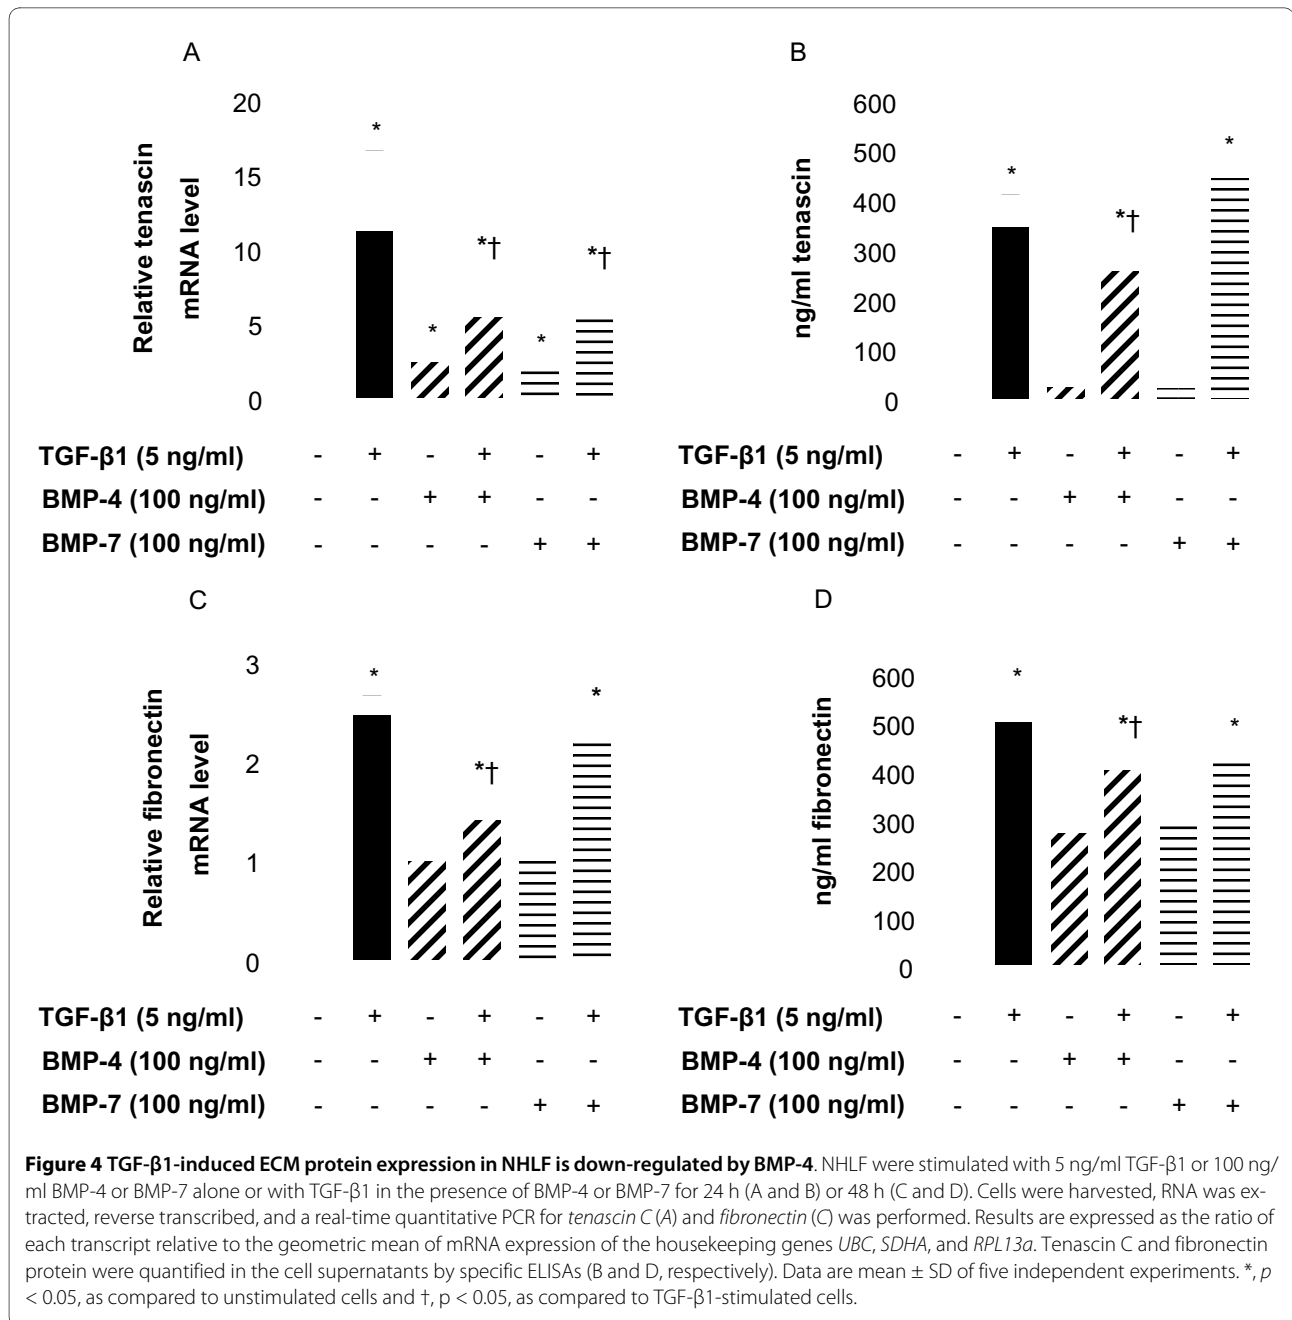 A
Relative tenascin
mRNA level
20
15
10
5
0
*
*
*†
*
*†
TGF-β1 (5 ng/ml) - + - + - +
BMP-4 (100 ng/ml) - - + + - -
BMP-7 (100 ng/ml) - - - - + +
B
ng/ml tenascin
600
500
400
300
200
100
0
*
*†
*
TGF-β1 (5 ng/ml) - + - + - +
BMP-4 (100 ng/ml) - - + + - -
BMP-7 (100 ng/ml) - - - - + +
C
Relative fibronectin
mRNA level
3
2
1
0
*
*†
*
TGF-β1 (5 ng/ml) - + - + - +
BMP-4 (100 ng/ml) - - + + - -
BMP-7 (100 ng/ml) - - - - + +
D
ng/ml fibronectin
600
500
400
300
200
100
0
*
*†
*
TGF-β1 (5 ng/ml) - + - + - +
BMP-4 (100 ng/ml) - - + + - -
BMP-7 (100 ng/ml) - - - - + +
Figure 4 TGF-β1-induced ECM protein expression in NHLF is down-regulated by BMP-4. NHLF were stimulated with 5 ng/ml TGF-β1 or 100 ng/
ml BMP-4 or BMP-7 alone or with TGF-β1 in the presence of BMP-4 or BMP-7 for 24 h (A and B) or 48 h (C and D). Cells were harvested, RNA was ex-
tracted, reverse transcribed, and a real-time quantitative PCR for tenascin C (A) and fibronectin (C) was performed. Results are expressed as the ratio of
each transcript relative to the geometric mean of mRNA expression of the housekeeping genes UBC, SDHA, and RPL13a. Tenascin C and fibronectin
protein were quantified in the cell supernatants by specific ELISAs (B and D, respectively). Data are mean ± SD of five independent experiments. *, p
< 0.05, as compared to unstimulated cells and †, p < 0.05, as compared to TGF-β1-stimulated cells.